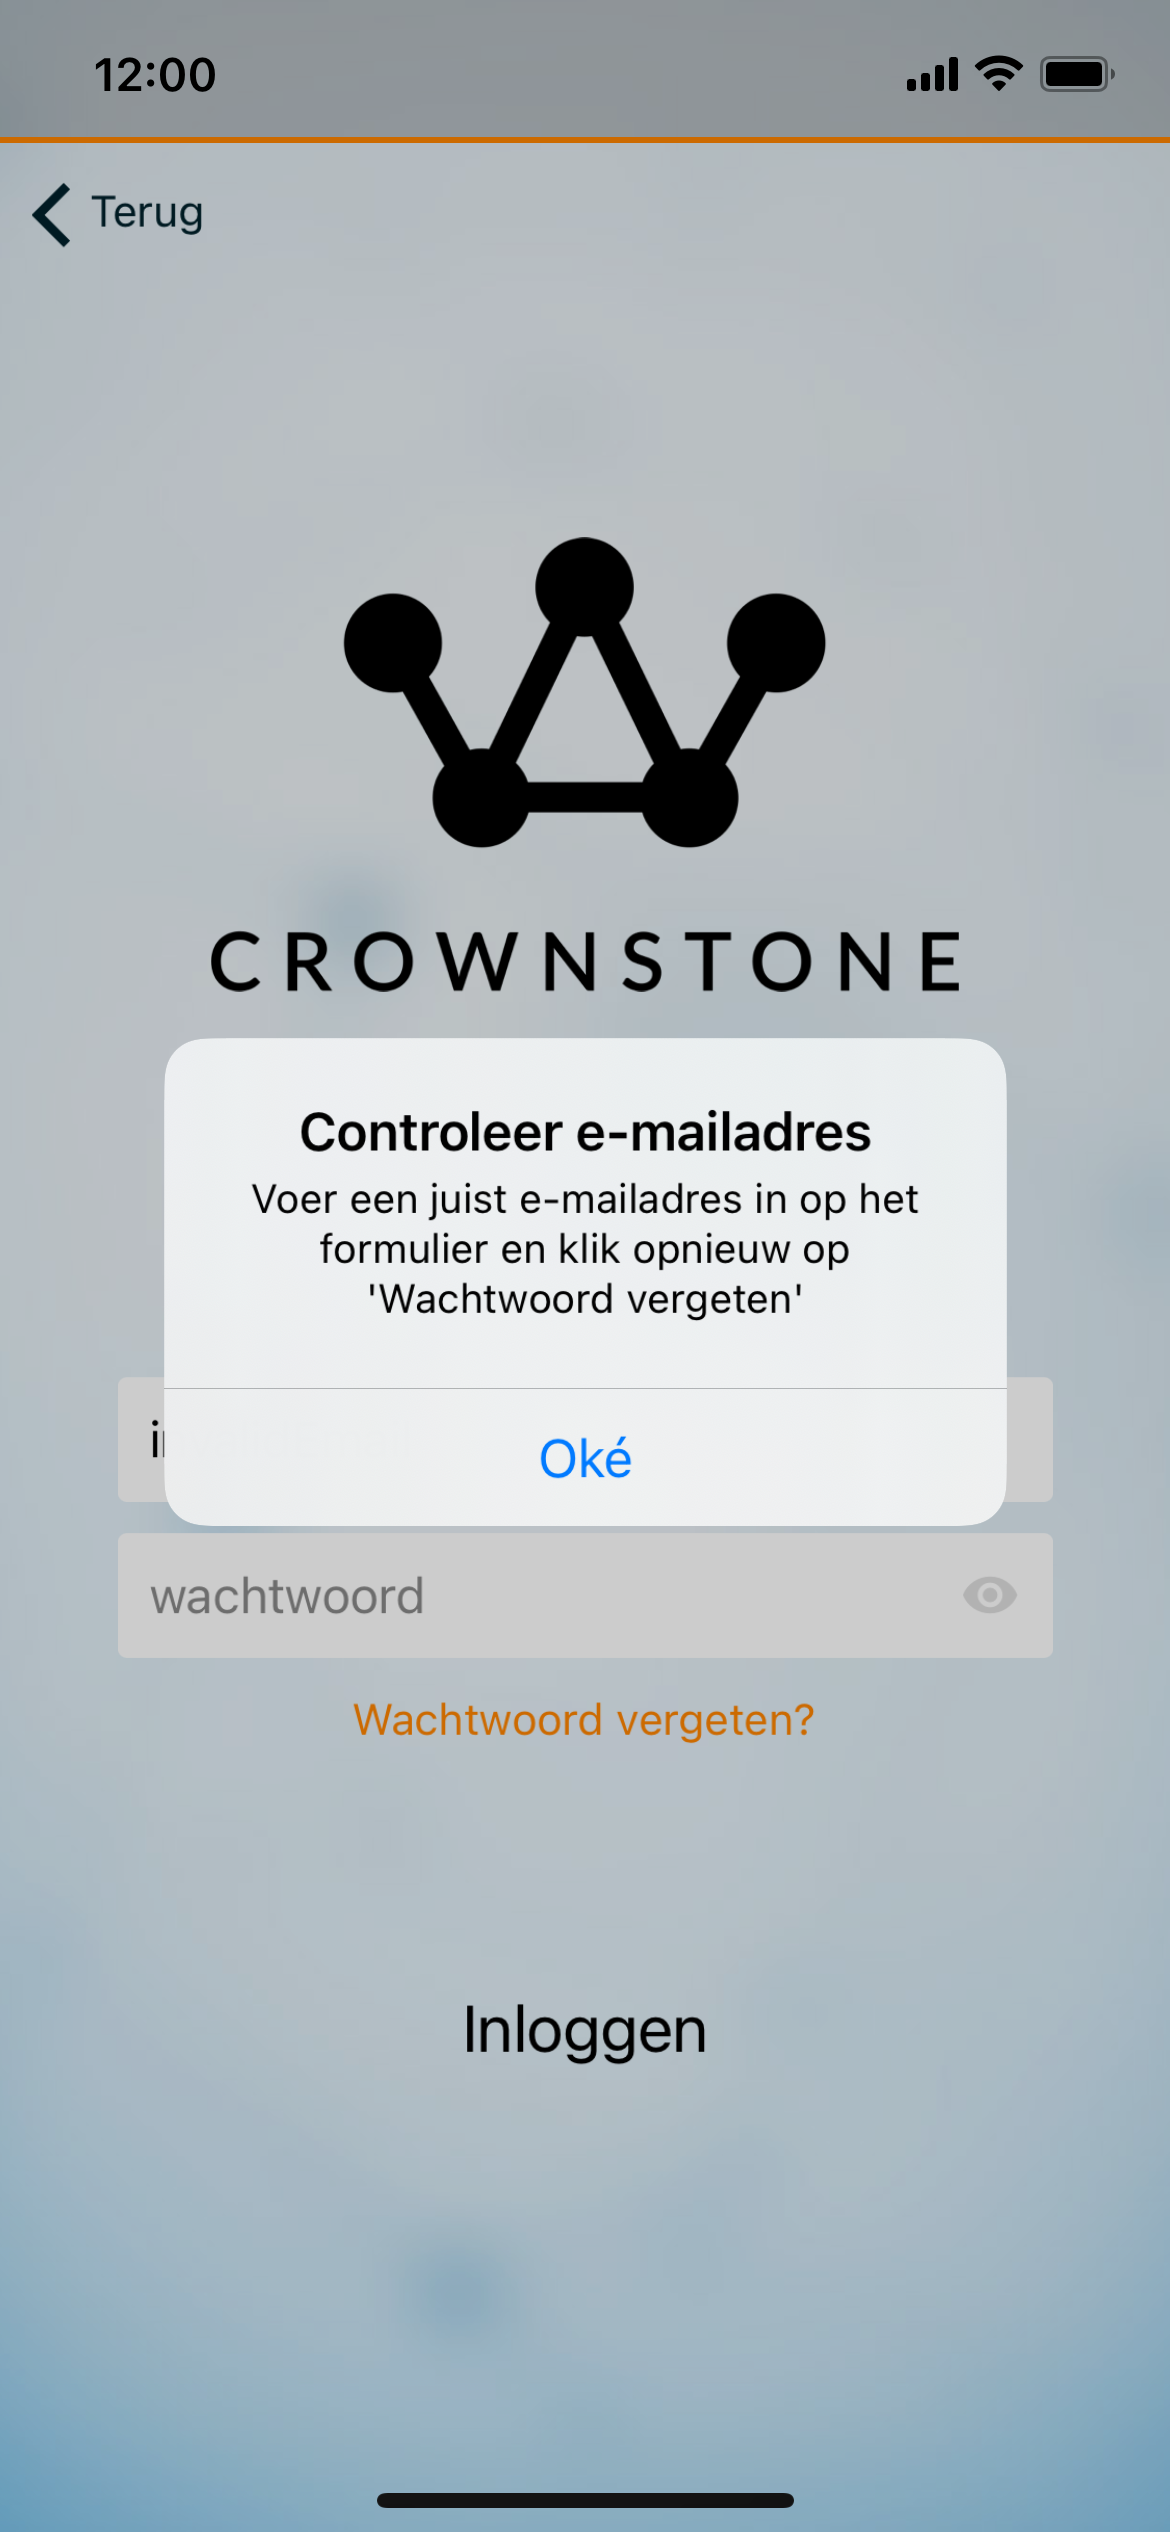 12:00
Terug
CROWNSTONE
Controleer e-mailadres
Voer een juist e-mailadres in op het
formulier en klik opnieuw op
'Wachtwoord vergeten'
Oké
wachtwoord
Wachtwoord vergeten?
Inloggen